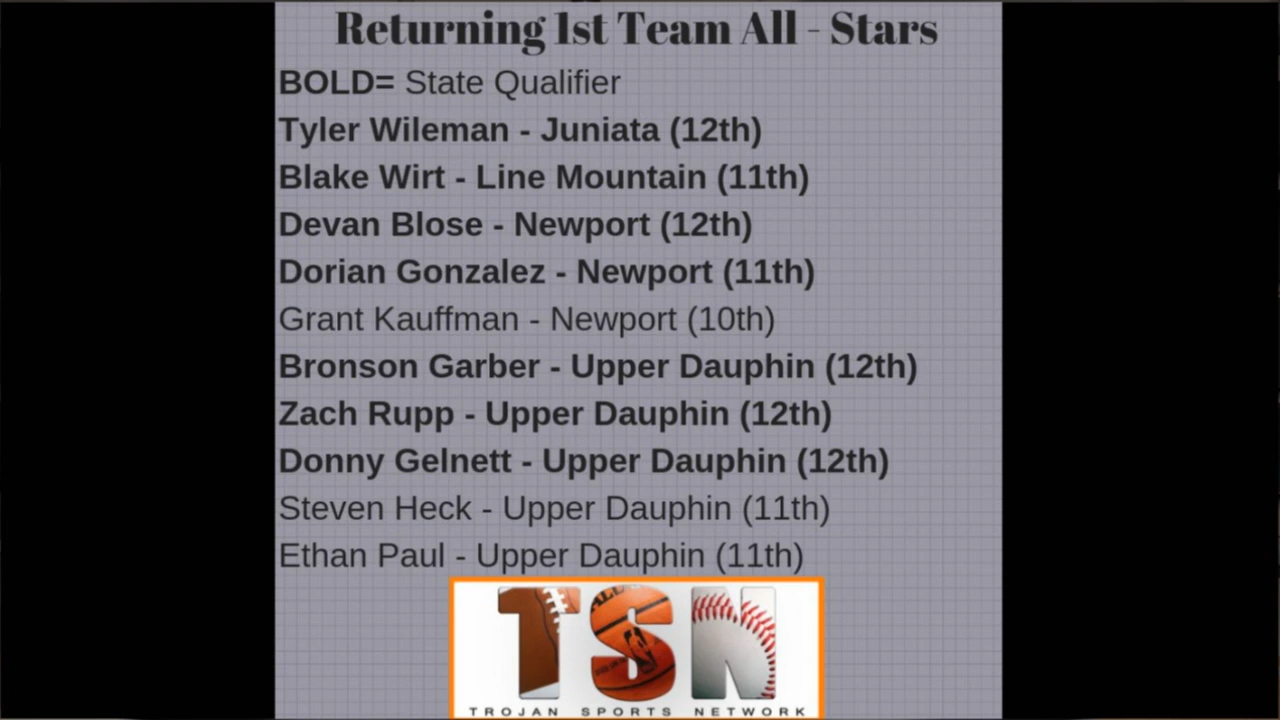 Returning 1st Team All - Stars
BOLD= State Qualifier
Tyler Wileman - Juniata (12th)
Blake Wirt - Line Mountain (11th)
Devan Blose - Newport (12th)
Dorian Gonzalez - Newport (11th)
Grant Kauffman - Newport (10th)
Bronson Garber - Upper Dauphin (12th)
Zach Rupp - Upper Dauphin (12th)
Donny Gelnett - Upper Dauphin (12th)
Steven Heck - Upper Dauphin (11th)
Ethan Paul - Upper Dauphin (11th)
TSN
TROJAN SPORTS NETWORK